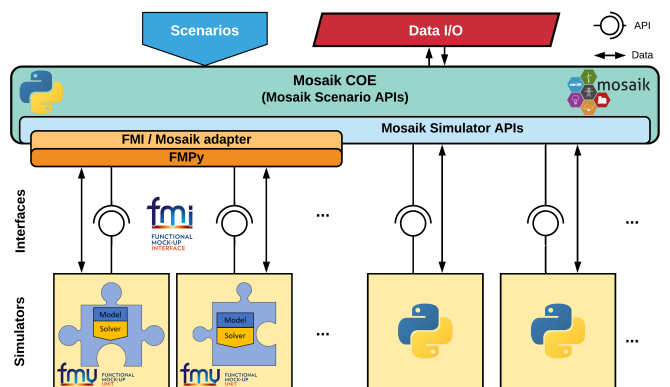 Scenarios
Data I/O
API
Data
Mosaik COE
(Mosaik Scenario APIs)
mosaik
Mosaik Simulator APIs
FMI / Mosaik adapter
FMPy
Interfaces
fmi
FUNCTIONAL
MOCK-UP
INTERFACE
...
...
Simulators
Model
Solver
fmu
FUNCTIONAL
MOCK-UP
UNIT
Model
Solver
fmu
FUNCTIONAL
MOCK-UP
UNIT
...
...